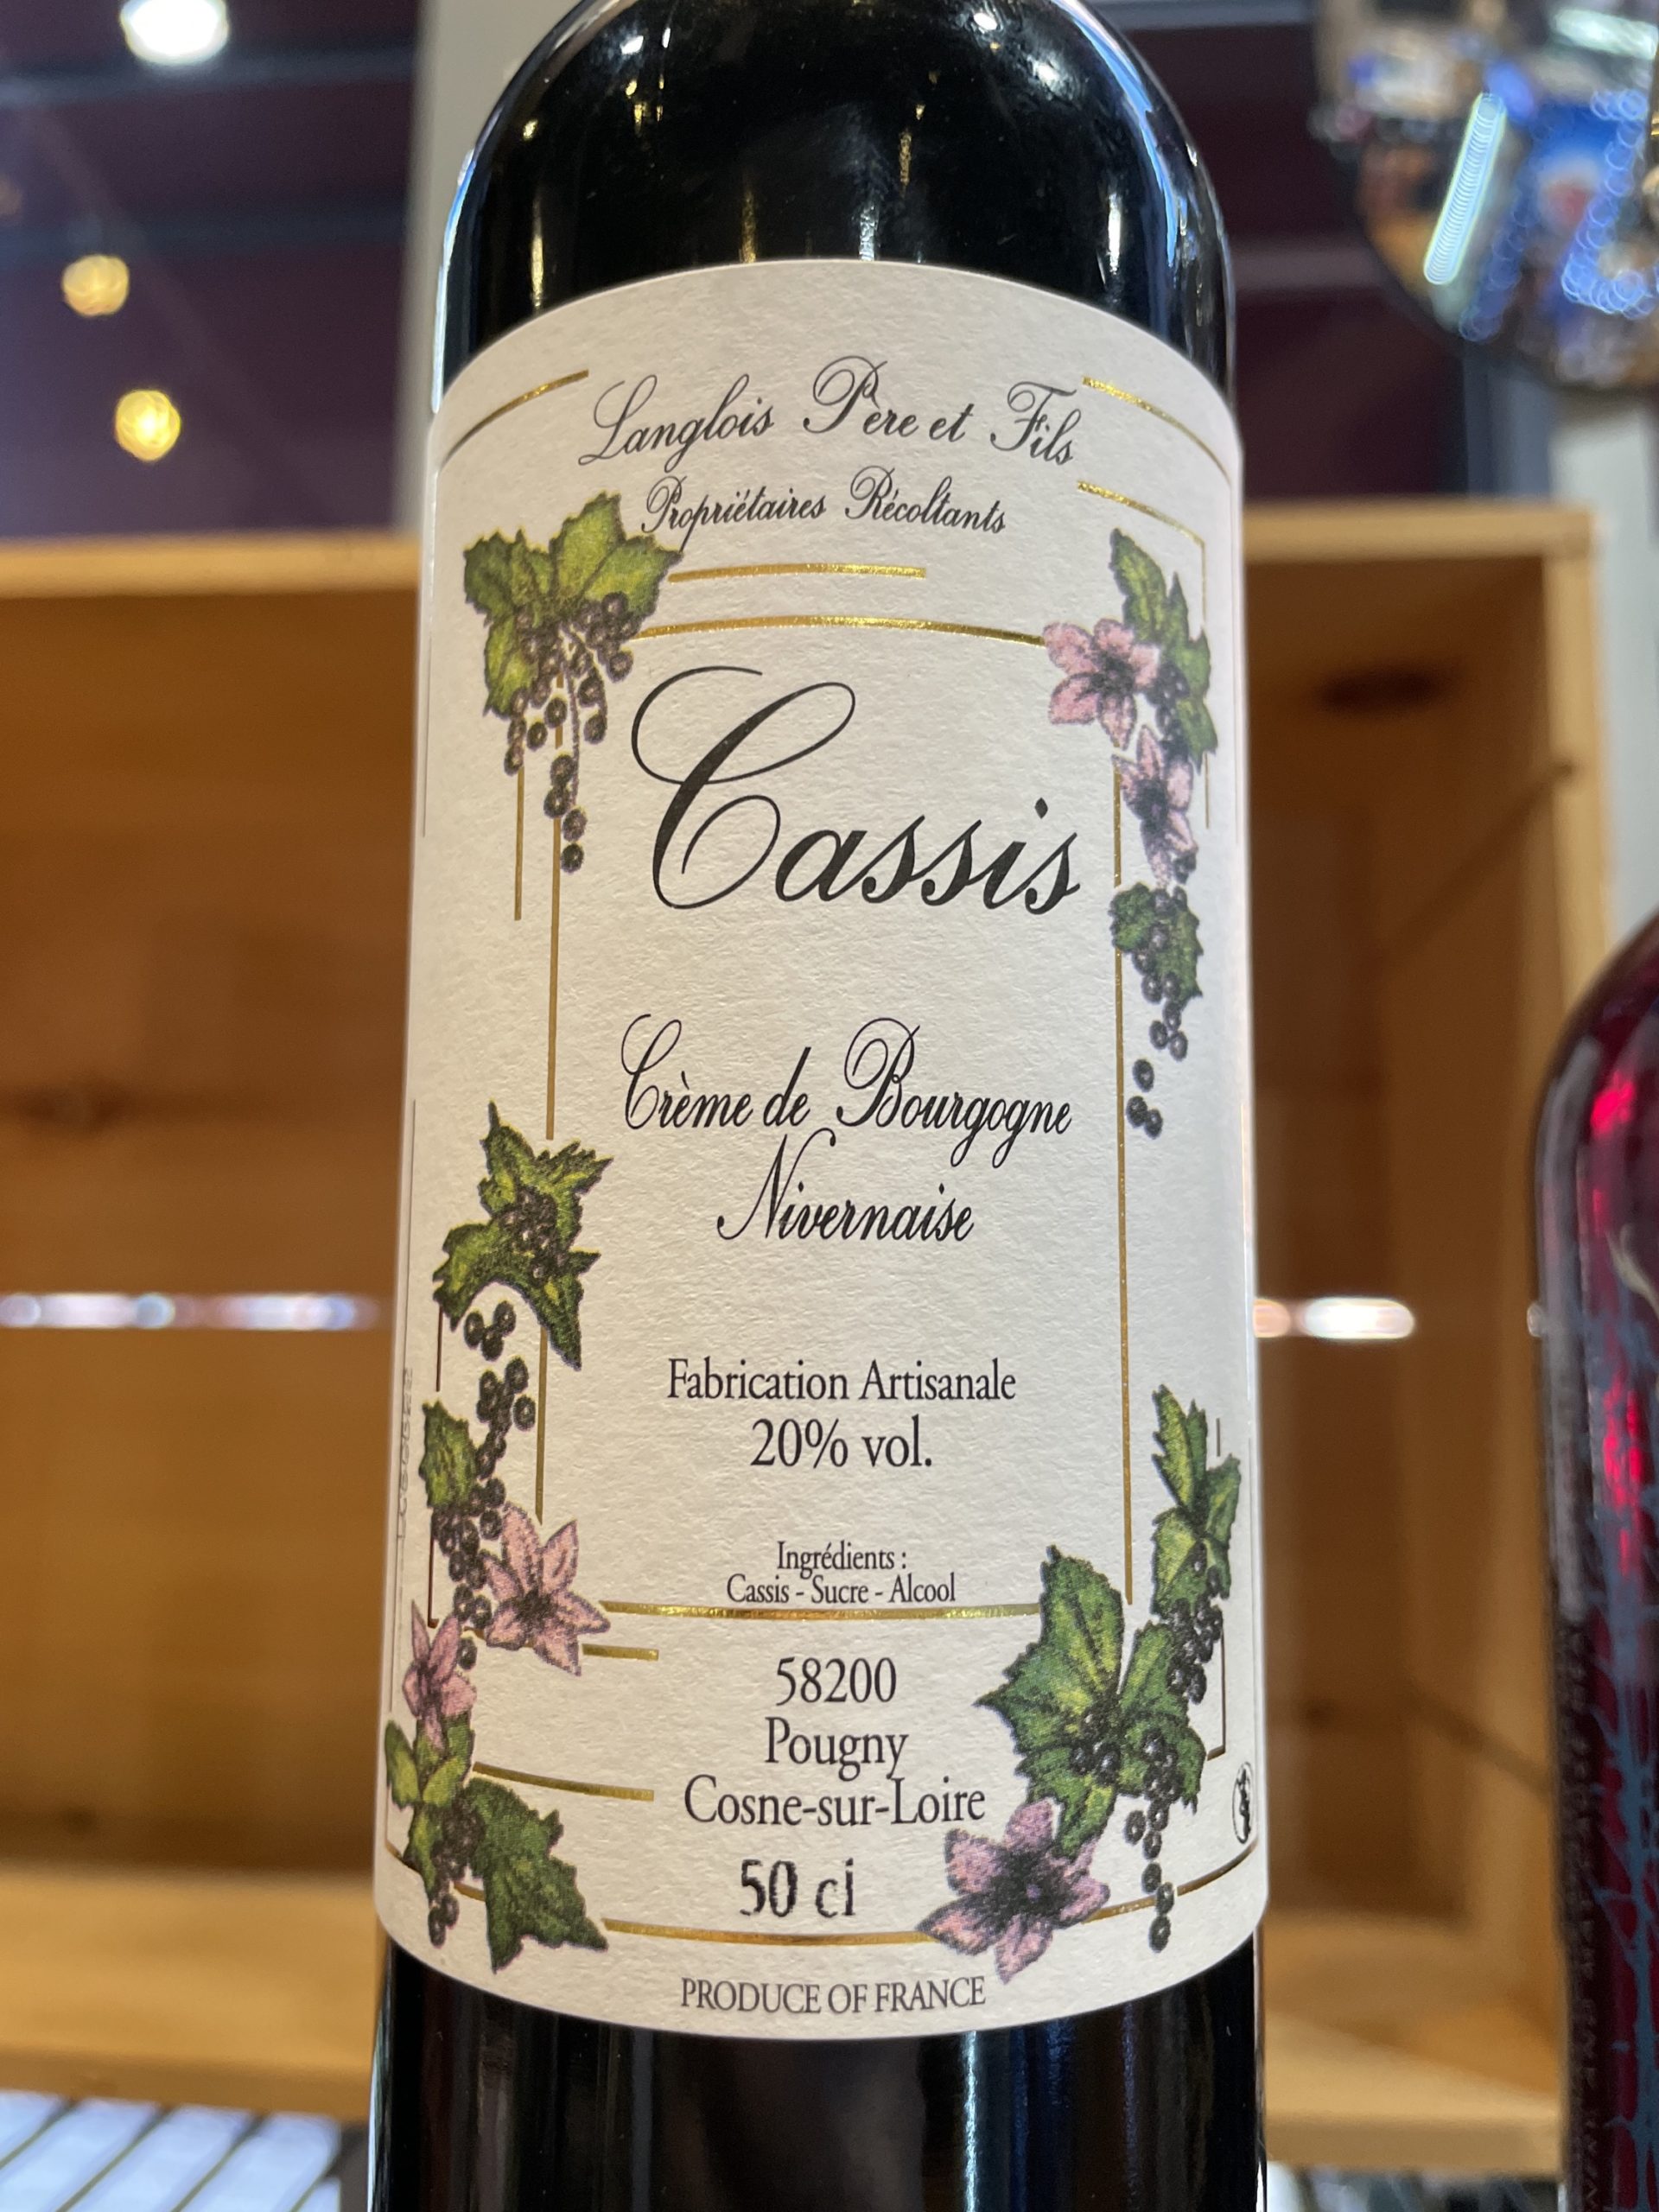 Langlois Père et Fils
Propriétaires Récoltants
Cassis
Crème de Bourgogne
Nivernaise
Fabrication Artisanale
20% vol.
Ingrédients :
Cassis - Sucre - Alcool
58200
Pougny
Cosne-sur-Loire
50 cl
PRODUCE OF FRANCE